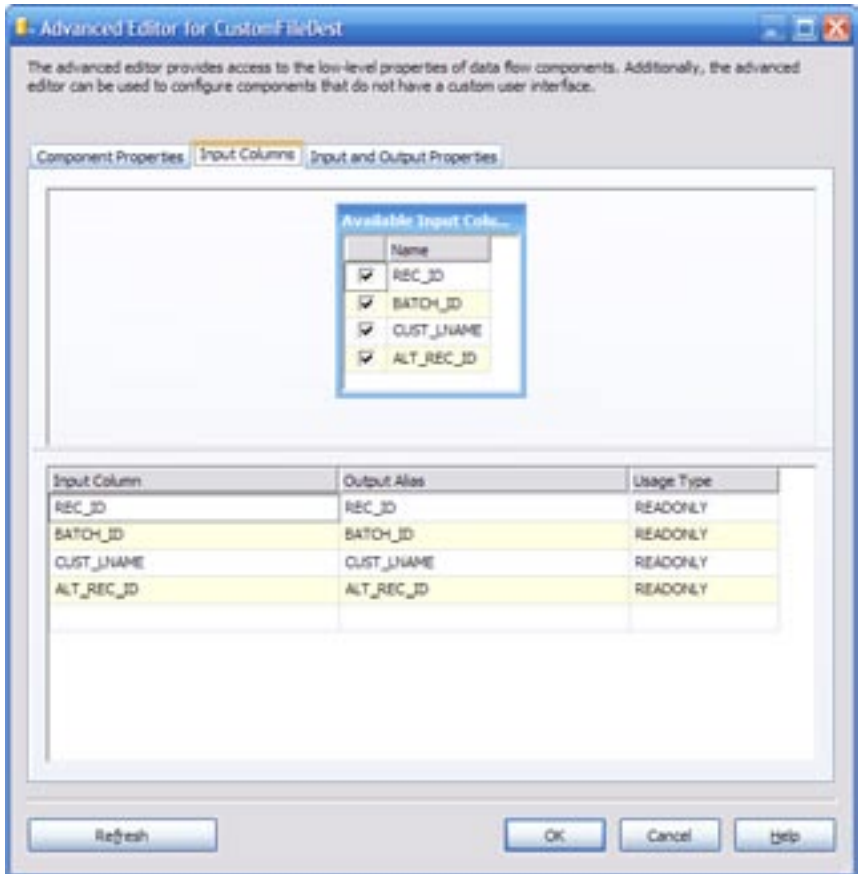 Advanced Editor for CustomFileDest
The advanced editor provides access to the low-level properties of data flow components. Additionally, the advanced
editor can be used to configure components that do not have a custom user interface.
Component Properties Input Columns Input and Output Properties
Available Input Colu...
Name
REC_ID
BATCH_ID
CUST_LNAME
ALT_REC_ID
Input Column Output Alias Usage Type
REC_ID REC_ID READONLY
BATCH_ID BATCH_ID READONLY
CUST_LNAME CUST_LNAME READONLY
ALT_REC_ID ALT_REC_ID READONLY
Refresh OK Cancel Help